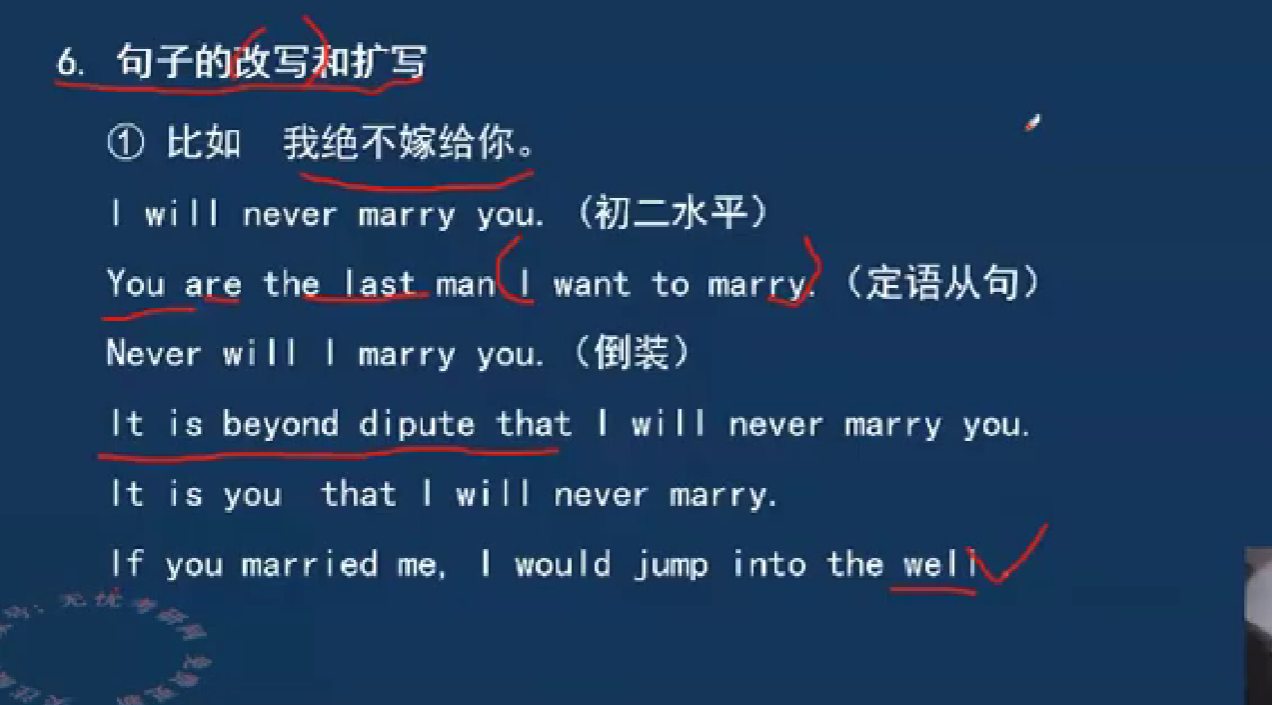 6. 句子的改写和扩写
① 比如 我绝不嫁给你。
I will never marry you. （初二水平）
You are the last man I want to marry. （定语从句）
Never will I marry you. （倒装）
It is beyond dipute that I will never marry you.
It is you that I will never marry.
If you married me, I would jump into the well